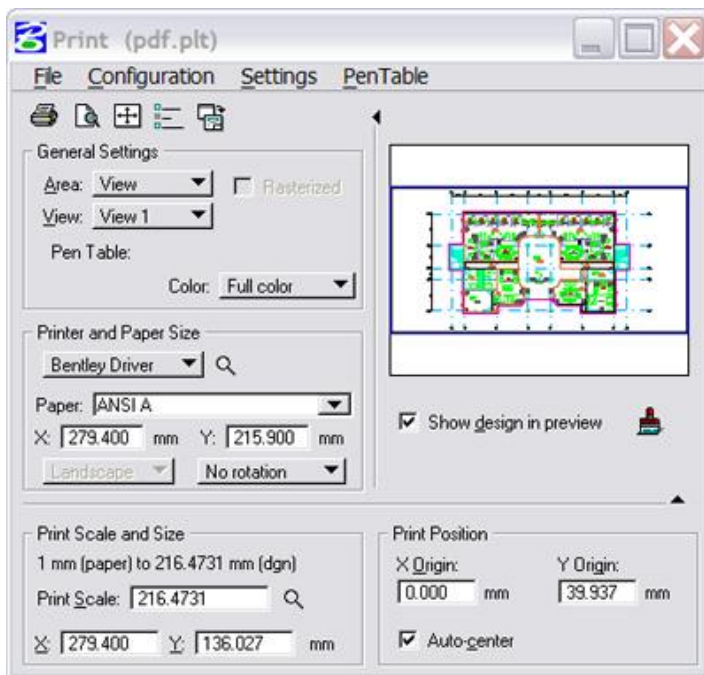 Print (pdf.plt)
File Configuration Settings PenTable
General Settings
Area: View
Rasterized
View: View 1
Pen Table:
Color: Full color
Printer and Paper Size
Bentley Driver
Paper: ANSI A
X: 279.400 mm Y: 215.900 mm
Landscape No rotation
Show design in preview
Print Scale and Size
1 mm (paper) to 216.4731 mm (dgn)
Print Scale: 216.4731
X: 279.400 Y: 136.027 mm
Print Position
X Origin: Y Origin:
0.000 mm 39.937 mm
Auto-center